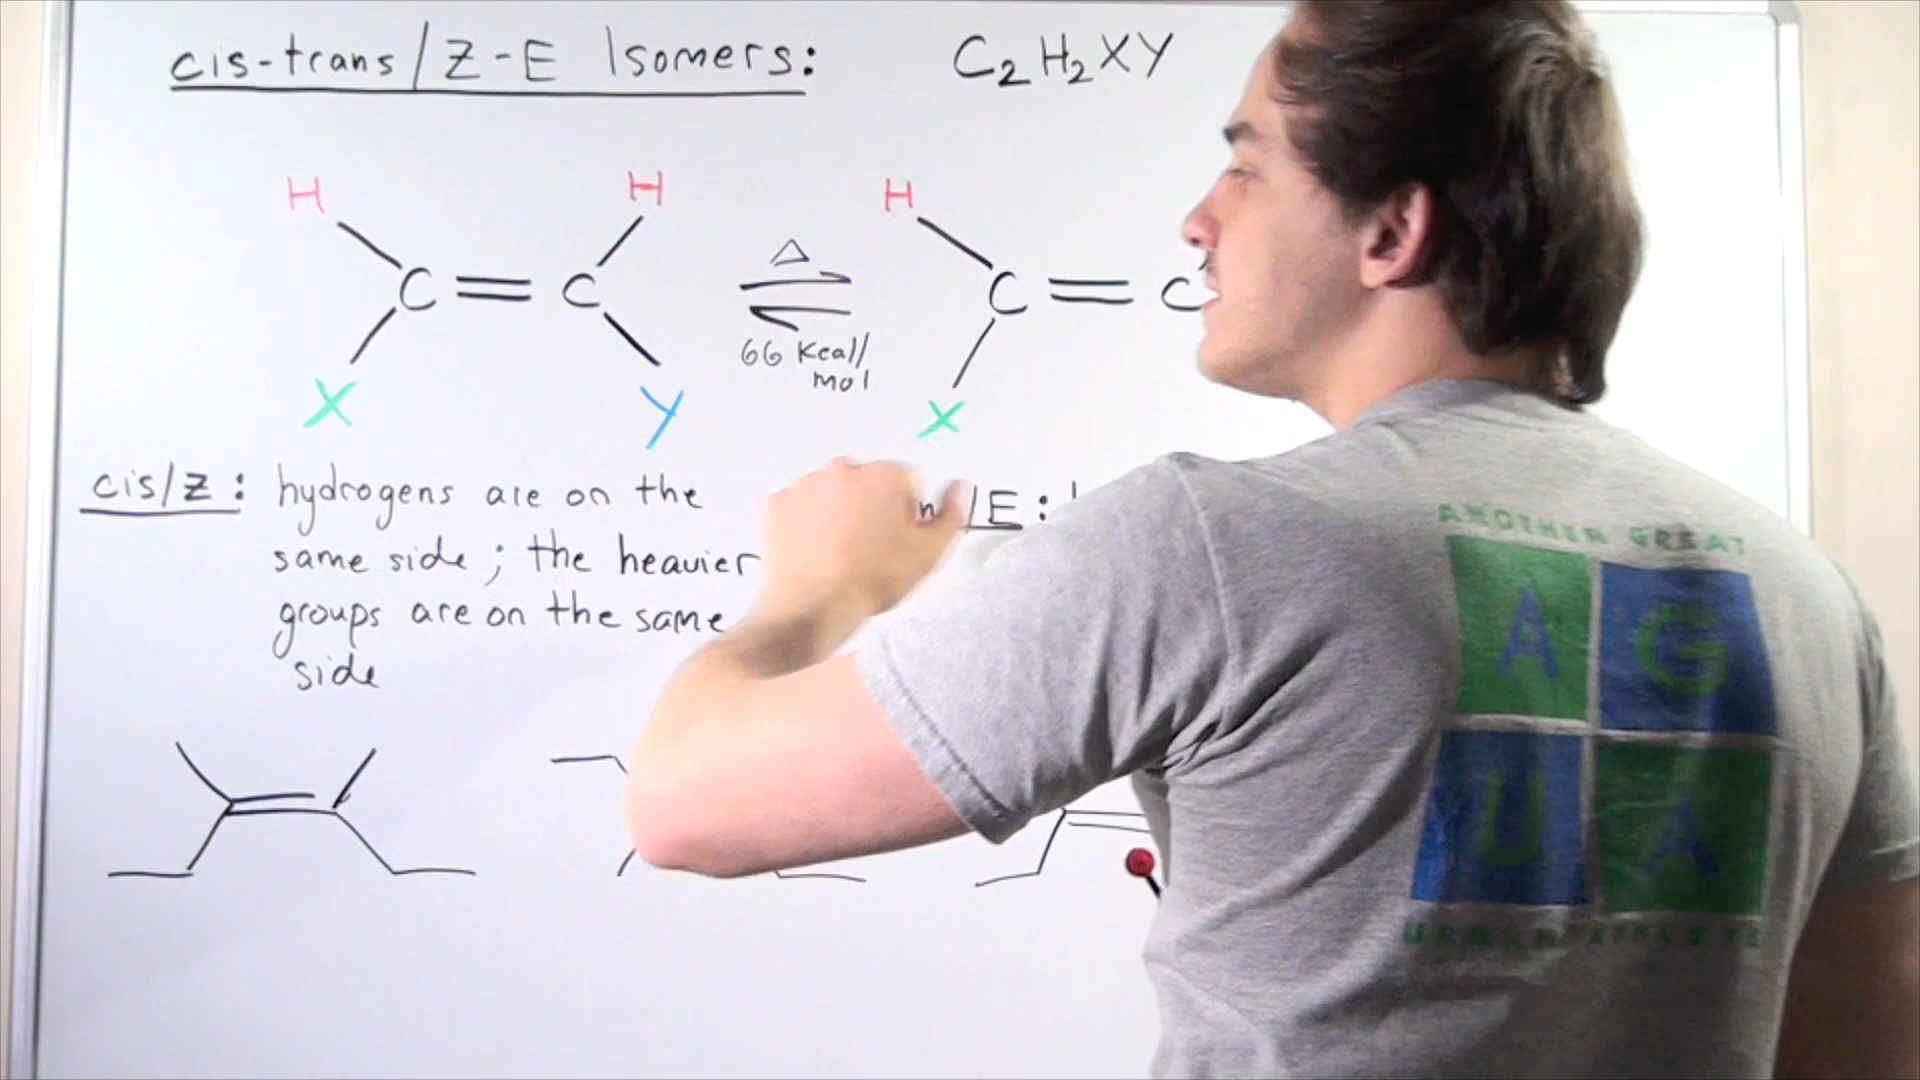 cis-trans/Z-E Isomers:
C₂H₂XY
H
H
H
C
C
C
C
Δ
66 Kcal/
mol
X
Y
X
cis/Z: hydrogens are on the
same side; the heavier
groups are on the same
side
/E:
ANOTHER GREAT
A G
U A